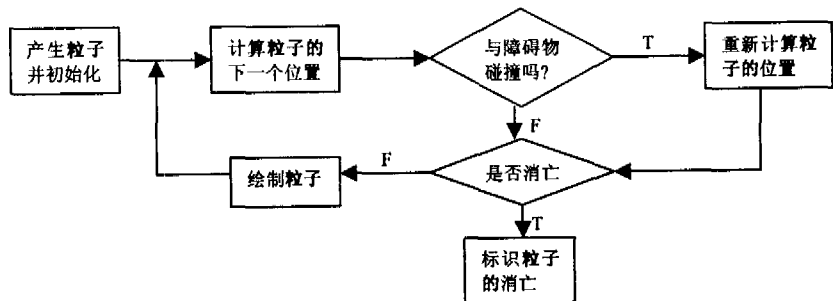 产生粒子
并初始化
计算粒子的
下一个位置
与障碍物
碰撞吗?
T
重新计算粒
子的位置
F
绘制粒子
F
是否消亡
T
标识粒子
的消亡